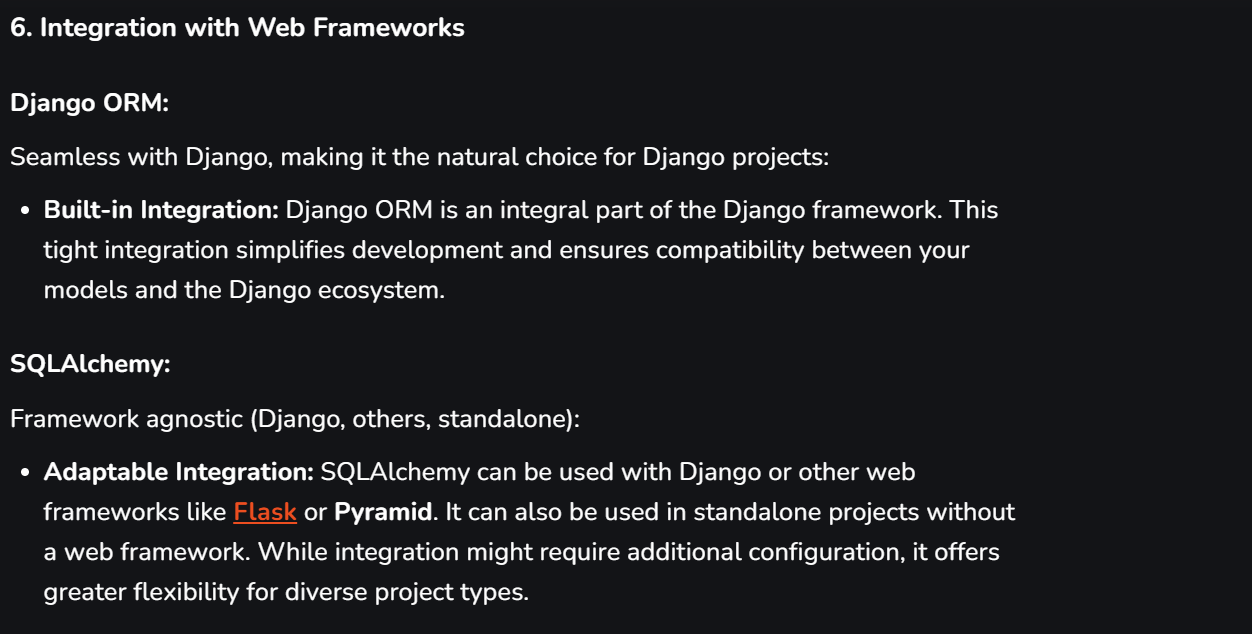 6. Integration with Web Frameworks
Django ORM:
Seamless with Django, making it the natural choice for Django projects:
• Built-in Integration: Django ORM is an integral part of the Django framework. This
tight integration simplifies development and ensures compatibility between your
models and the Django ecosystem.
SQLAlchemy:
Framework agnostic (Django, others, standalone):
• Adaptable Integration: SQLAlchemy can be used with Django or other web
frameworks like Flask or Pyramid. It can also be used in standalone projects without
a web framework. While integration might require additional configuration, it offers
greater flexibility for diverse project types.